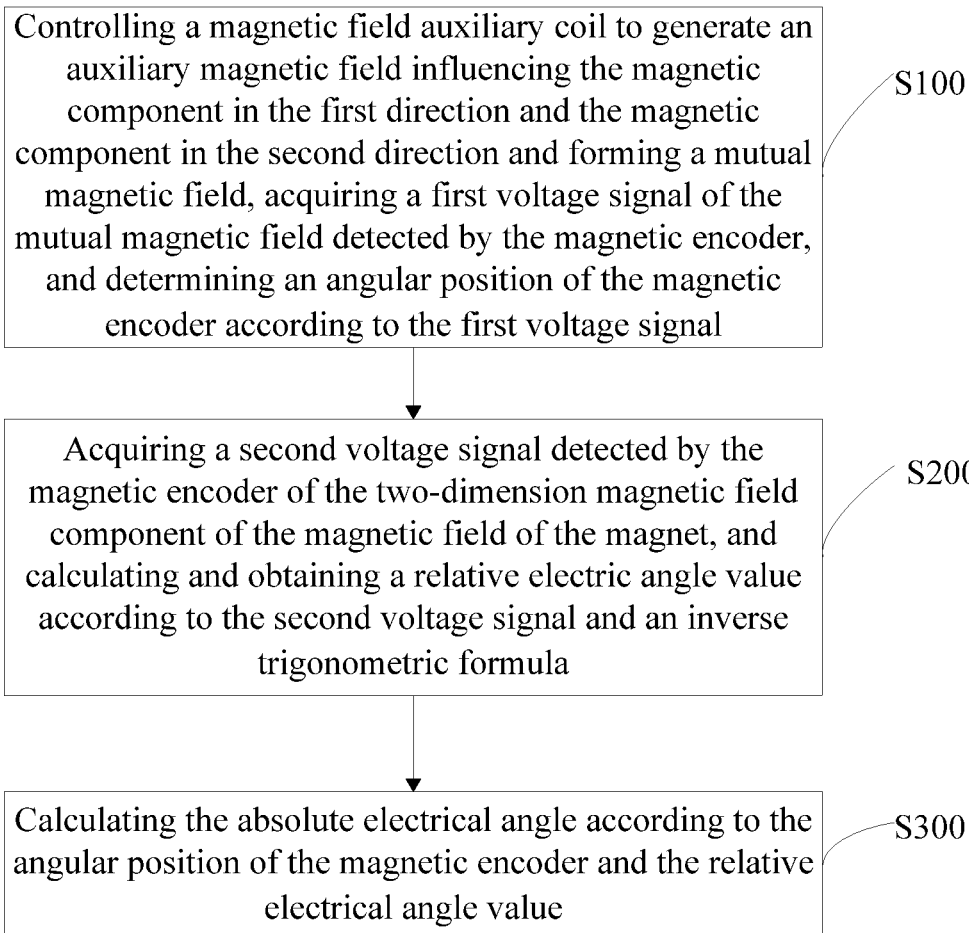 Controlling a magnetic field auxiliary coil to generate an
auxiliary magnetic field influencing the magnetic
component in the first direction and the magnetic
component in the second direction and forming a mutual
magnetic field, acquiring a first voltage signal of the
mutual magnetic field detected by the magnetic encoder,
and determining an angular position of the magnetic
encoder according to the first voltage signal
S100
Acquiring a second voltage signal detected by the
magnetic encoder of the two-dimension magnetic field
component of the magnetic field of the magnet, and
calculating and obtaining a relative electric angle value
according to the second voltage signal and an inverse
trigonometric formula
S200
Calculating the absolute electrical angle according to the
angular position of the magnetic encoder and the relative
electrical angle value
S300